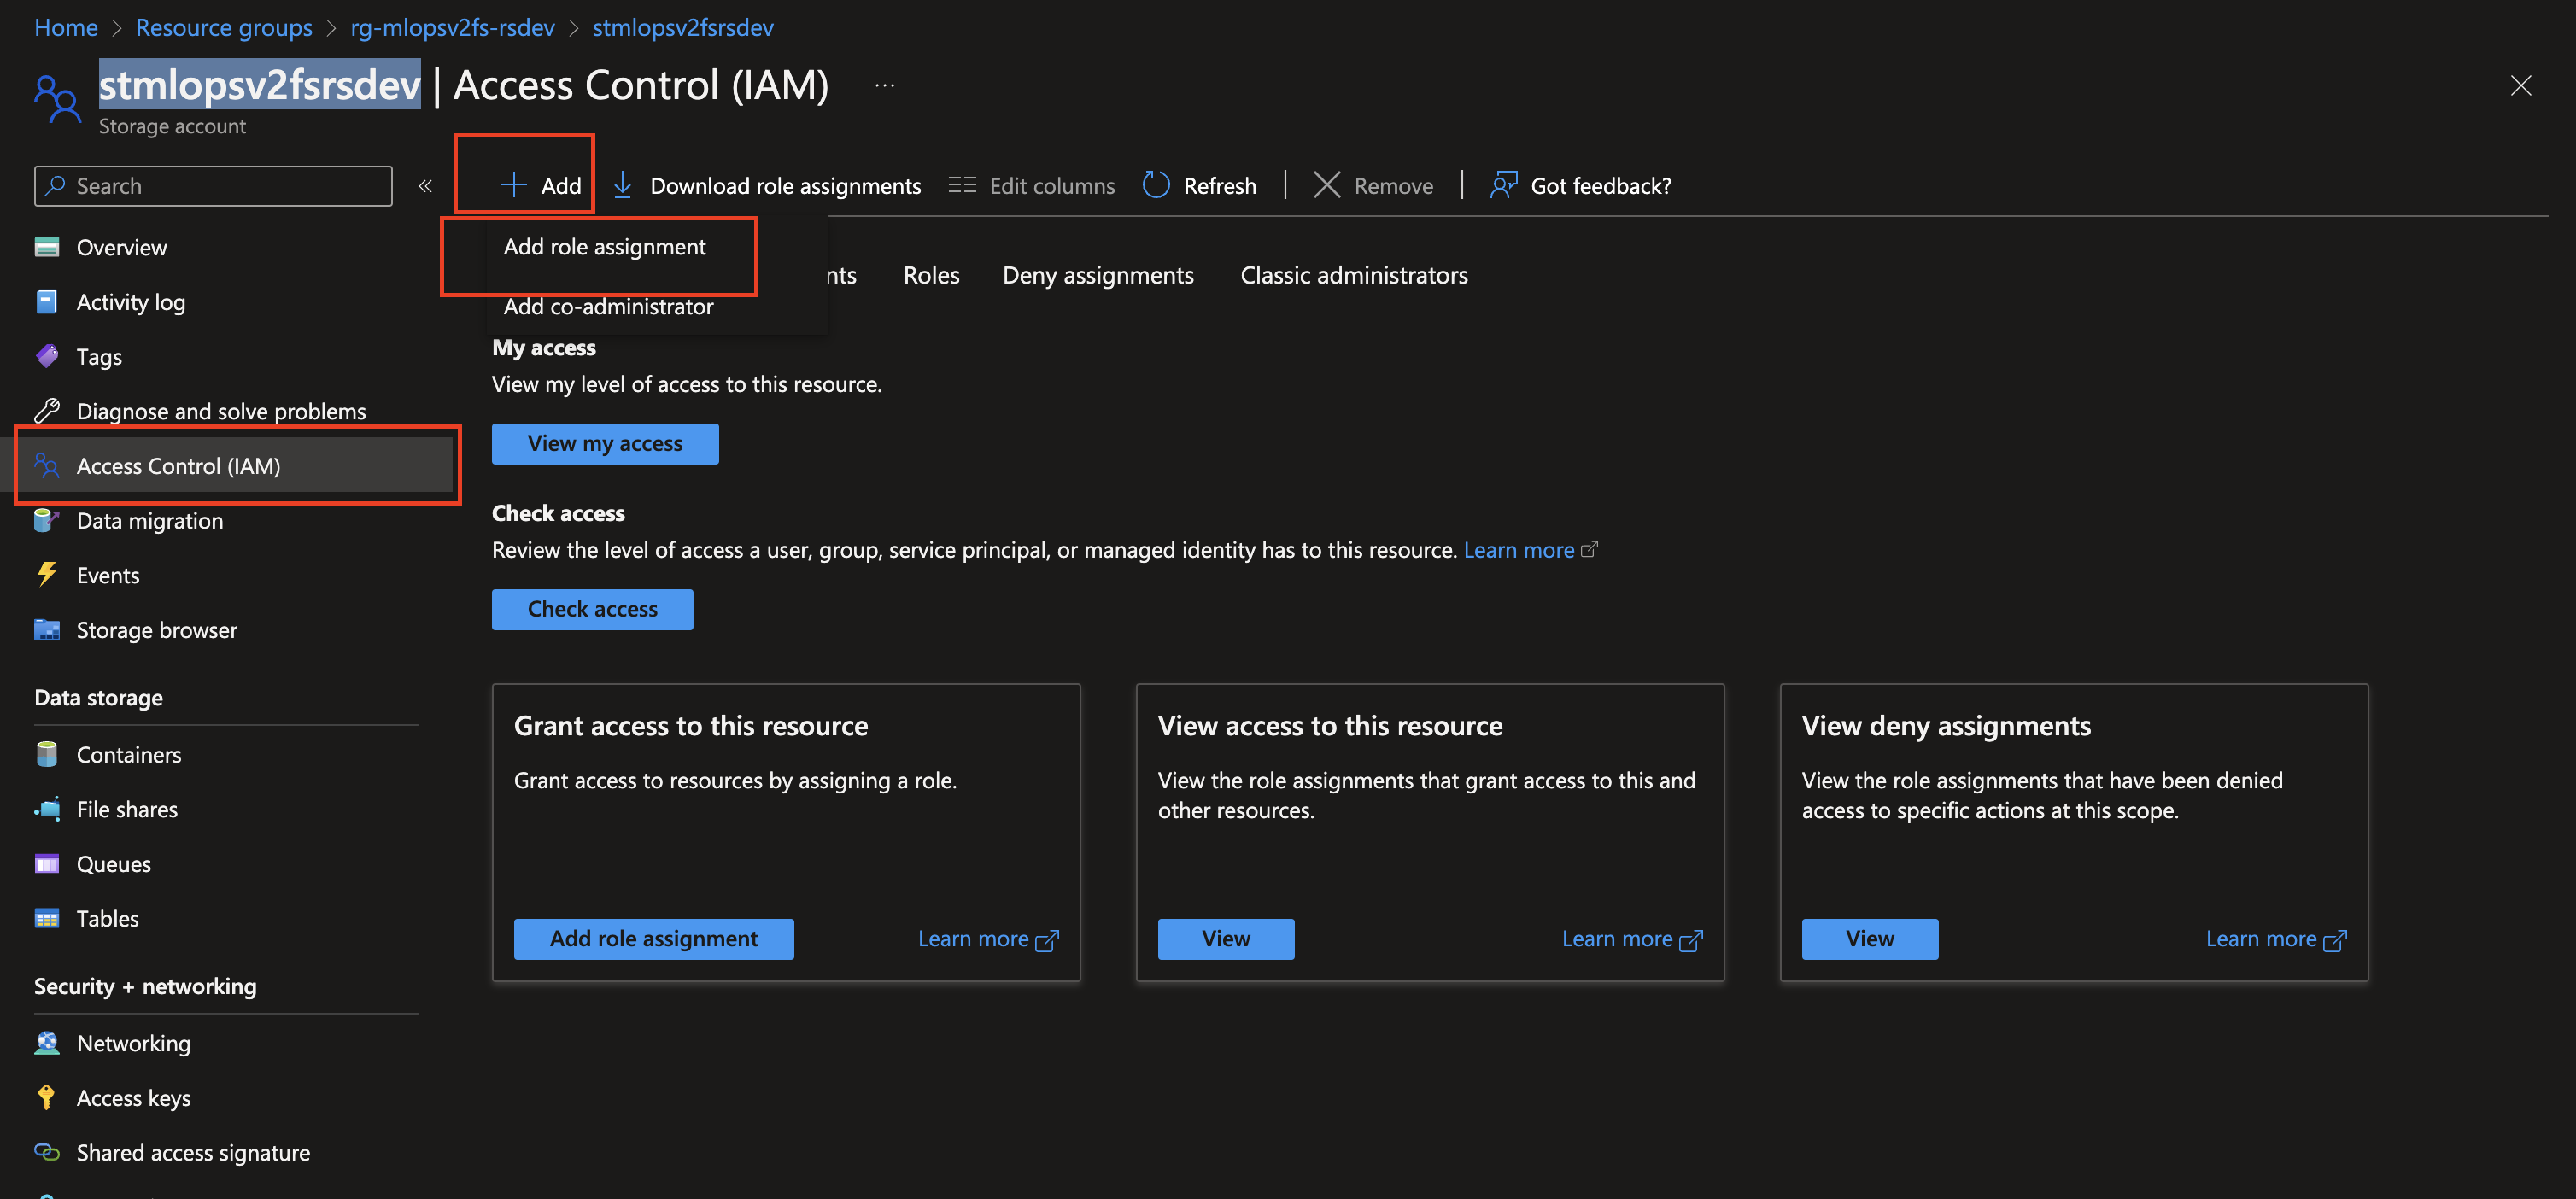 Home > Resource groups > rg-mlopsv2fs-rsdev > stmlopsv2fsrsdev
stmlopsv2fsrsdev | Access Control (IAM) ...
Storage account
Search
«
Add
Download role assignments
Edit columns
Refresh
Remove
Got feedback?
Add role assignment
Add co-administrator
nts
Roles
Deny assignments
Classic administrators
Overview
Activity log
Tags
Diagnose and solve problems
Access Control (IAM)
Data migration
Events
Storage browser
Data storage
Containers
File shares
Queues
Tables
Security + networking
Networking
Access keys
Shared access signature
My access
View my level of access to this resource.
View my access
Check access
Review the level of access a user, group, service principal, or managed identity has to this resource. Learn more
Check access
Grant access to this resource
Grant access to resources by assigning a role.
Add role assignment
Learn more
View access to this resource
View the role assignments that grant access to this and
other resources.
View
Learn more
View deny assignments
View the role assignments that have been denied
access to specific actions at this scope.
View
Learn more